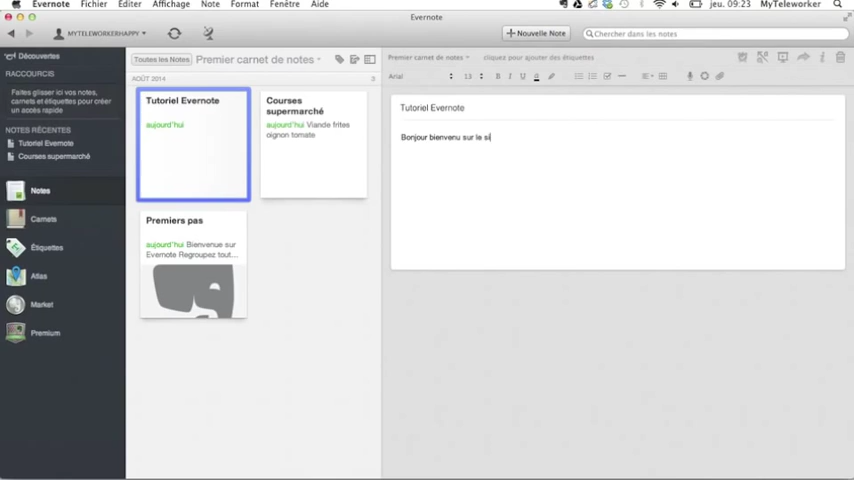 Evernote Fichier Editer Affichage Note Format Fenêtre Aide jeu. 09:23 MyTeleworker
Evernote
MYTELEWORKERHAPPY
Nouvelle Note
Chercher dans les notes
Découvertes
RACCOURCIS
Faites glisser ici vos notes,
carnets et étiquettes pour créer
un accès rapide
NOTES RÉCENTES
Tutoriel Evernote
Courses supermarché
Notes
Carnets
Étiquettes
Atlas
Market
Premium
Toutes les Notes Premier carnet de notes
AOÛT 2014 3
Tutoriel Evernote
aujourd'hui
Courses
supermarché
aujourd'hui Viande frites
oignon tomate
Premiers pas
aujourd'hui Bienvenue sur
Evernote Regroupez tout...
Premier carnet de notes cliquez pour ajouter des étiquettes
Arial 13 B I U A
Tutoriel Evernote
Bonjour bienvenu sur le si